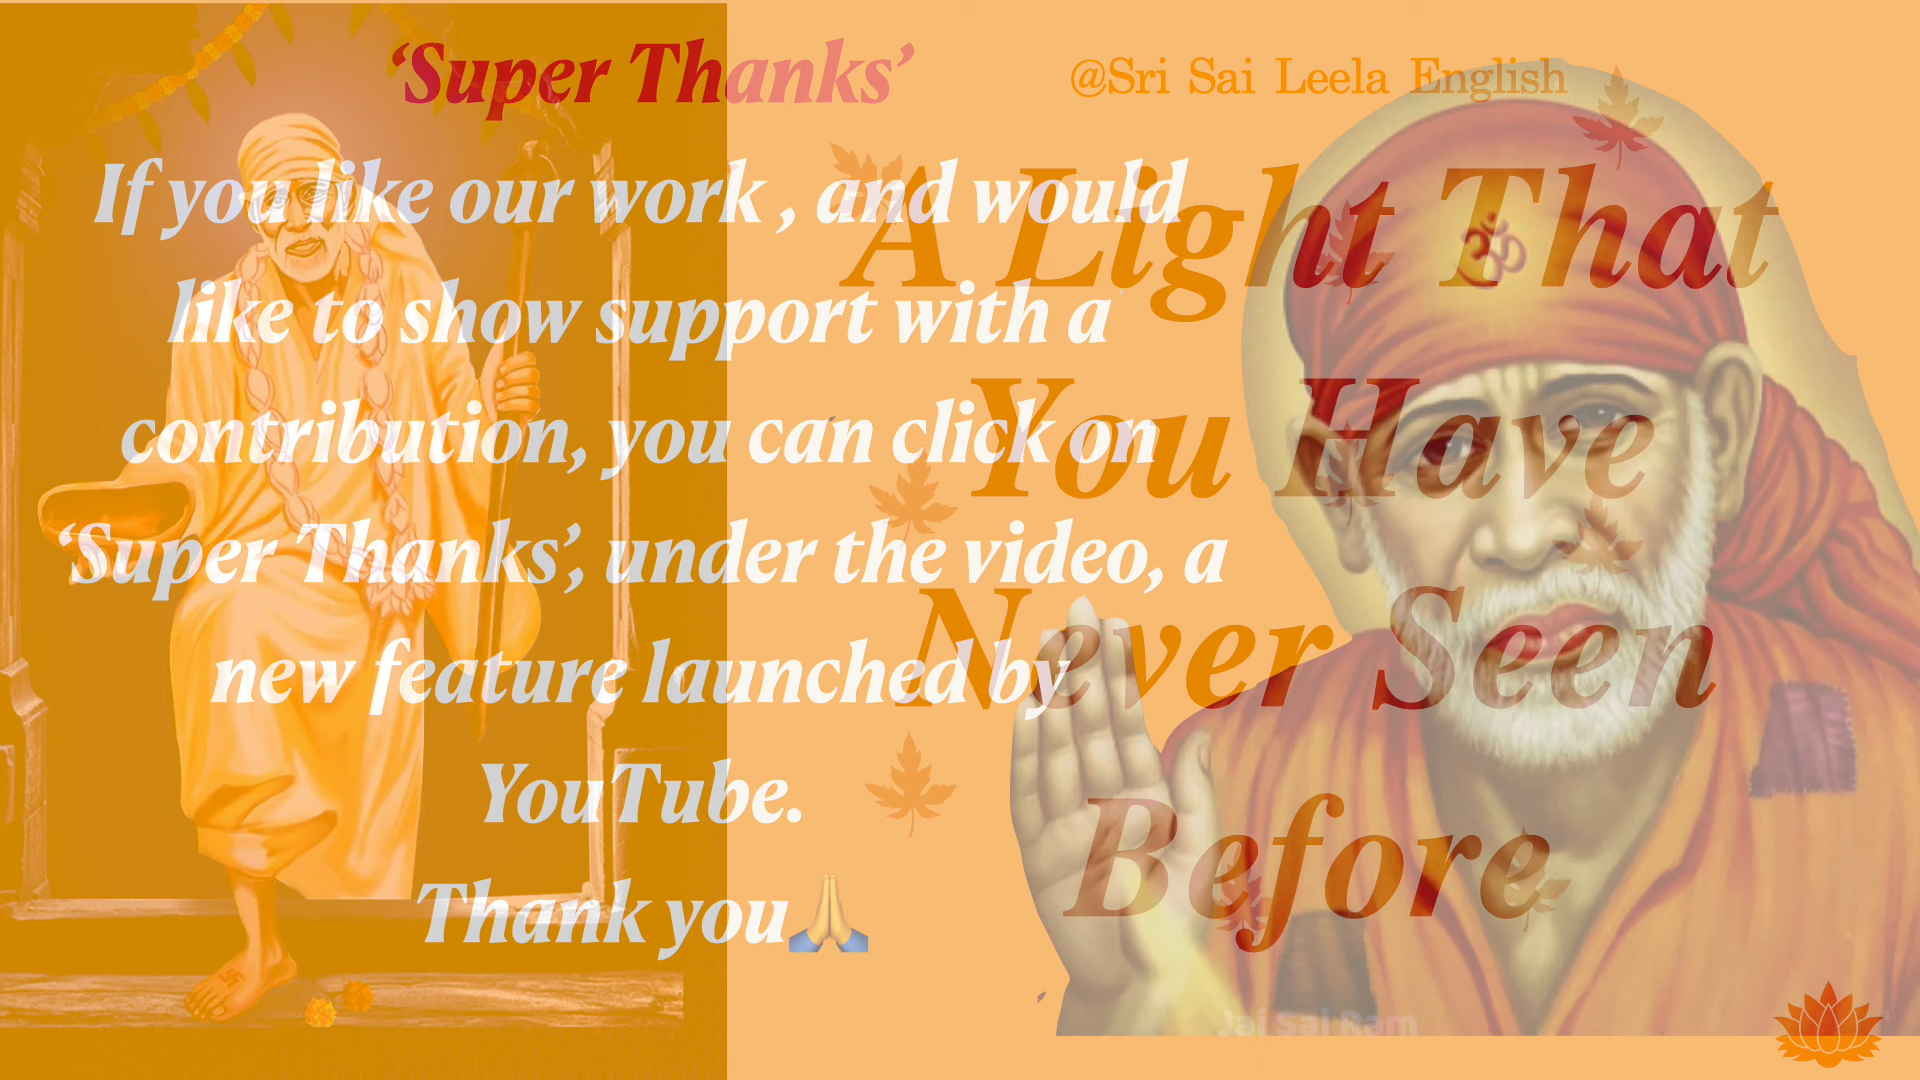 ‘Super Thanks’
@Sri Sai Leela English
If you like our work , and would
like to show support with a
contribution, you can click on
‘Super Thanks’, under the video, a
new feature launched by
YouTube.
Thank you🙏
A Light That
You Have
Never Seen
Before
ॐ
Jai Sai Ram